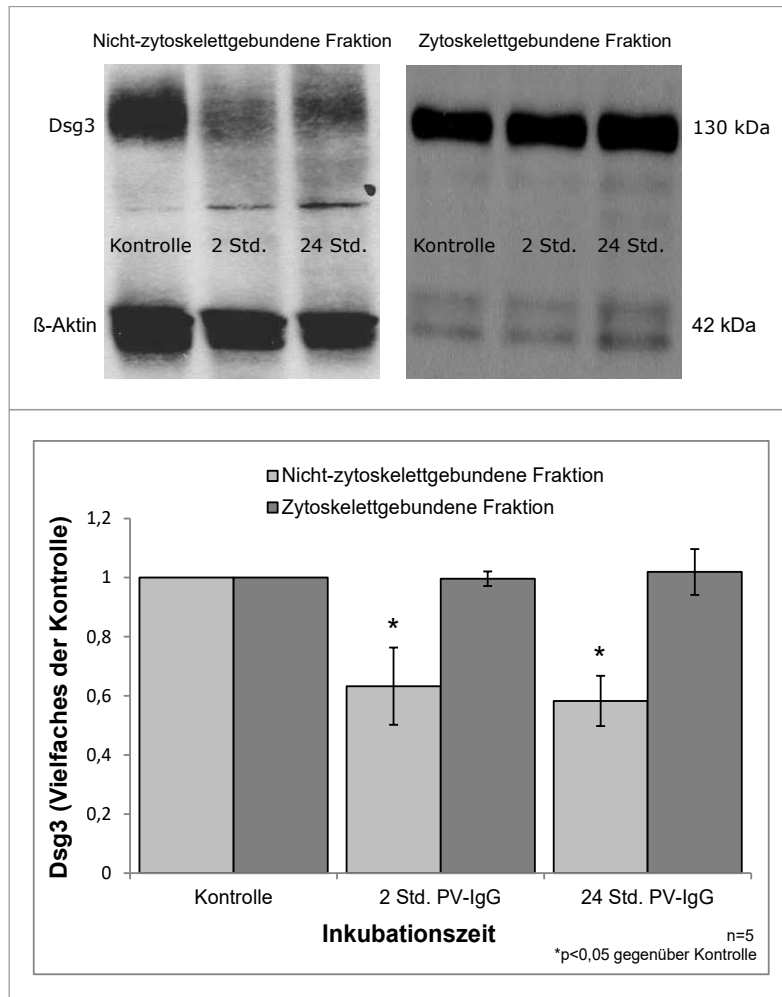 Nicht-zytoskelettgebundene Fraktion
Zytoskelettgebundene Fraktion
Dsg3
130 kDa
Kontrolle 2 Std. 24 Std.
Kontrolle 2 Std. 24 Std.
ß-Aktin
42 kDa
Nicht-zytoskelettgebundene Fraktion
Zytoskelettgebundene Fraktion
Dsg3 (Vielfaches der Kontrolle)
1,2
1
0,8
0,6
0,4
0,2
0
*
*
Kontrolle 2 Std. PV-IgG 24 Std. PV-IgG
Inkubationszeit
n=5
*p<0,05 gegenüber Kontrolle